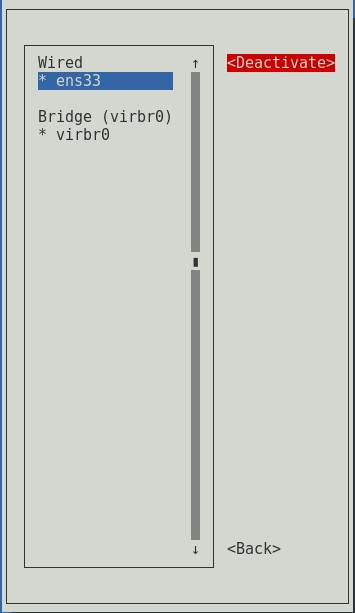 Wired
* ens33
Bridge (virbr0)
* virbr0
↑
↓
<Deactivate>
<Back>